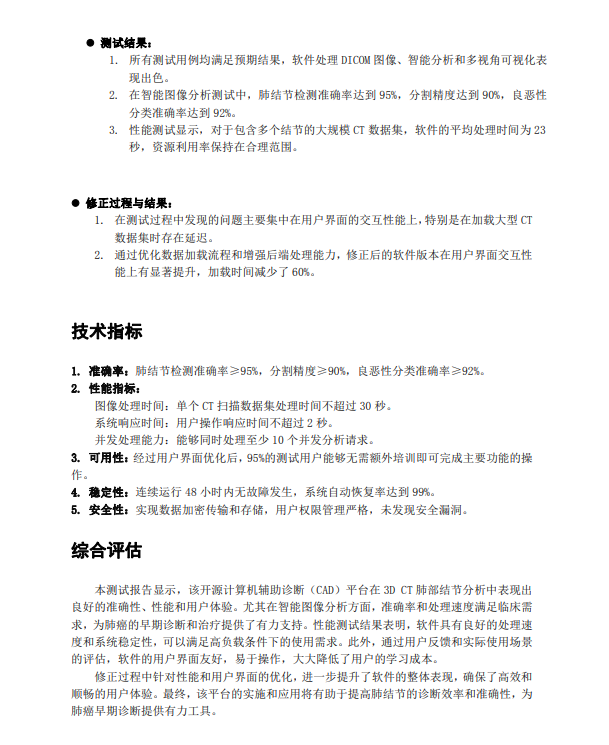 ● 测试结果：
1. 所有测试用例均满足预期结果，软件处理 DICOM 图像、智能分析和多视角可视化表
现出色。
2. 在智能图像分析测试中，肺结节检测准确率达到 95%，分割精度达到 90%，良恶性
分类准确率达到 92%。
3. 性能测试显示，对于包含多个结节的大规模 CT 数据集，软件的平均处理时间为 23
秒，资源利用率保持在合理范围。
● 修正过程与结果：
1. 在测试过程中发现的问题主要集中在用户界面的交互性能上，特别是在加载大型 CT
数据集时存在延迟。
2. 通过优化数据加载流程和增强后端处理能力，修正后的软件版本在用户界面交互性
能上有显著提升，加载时间减少了 60%。
技术指标
1. 准确率：肺结节检测准确率≥95%，分割精度≥90%，良恶性分类准确率≥92%。
2. 性能指标：
图像处理时间：单个 CT 扫描数据集处理时间不超过 30 秒。
系统响应时间：用户操作响应时间不超过 2 秒。
并发处理能力：能够同时处理至少 10 个并发分析请求。
3. 可用性：经过用户界面优化后，95%的测试用户能够无需额外培训即可完成主要功能的操
作。
4. 稳定性：连续运行 48 小时内无故障发生，系统自动恢复率达到 99%。
5. 安全性：实现数据加密传输和存储，用户权限管理严格，未发现安全漏洞。
综合评估
本测试报告显示，该开源计算机辅助诊断（CAD）平台在 3D CT 肺部结节分析中表现出
良好的准确性、性能和用户体验。尤其在智能图像分析方面，准确率和处理速度满足临床需
求，为肺癌的早期诊断和治疗提供了有力支持。性能测试结果表明，软件具有良好的处理速
度和系统稳定性，可以满足高负载条件下的使用需求。此外，通过用户反馈和实际使用场景
的评估，软件的用户界面友好，易于操作，大大降低了用户的学习成本。
修正过程中针对性能和用户界面的优化，进一步提升了软件的整体表现，确保了高效和
顺畅的用户体验。最终，该平台的实施和应用将有助于提高肺结节的诊断效率和准确性，为
肺癌早期诊断提供有力工具。